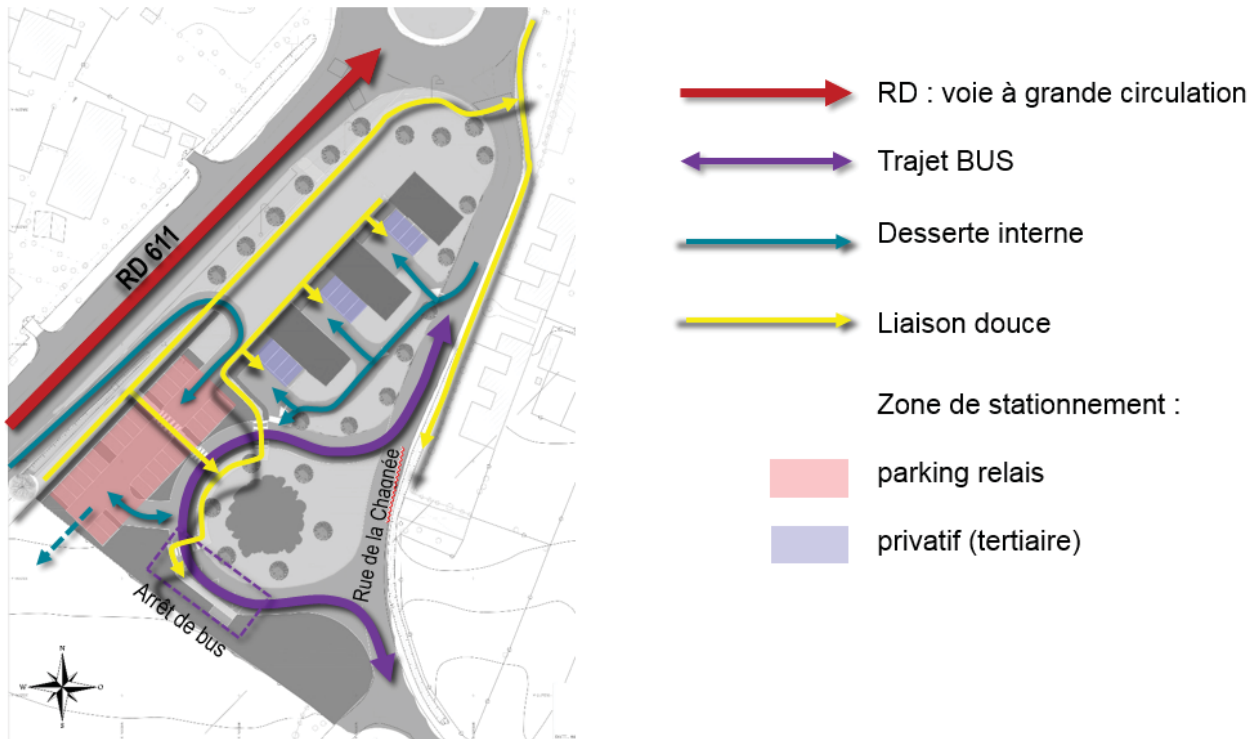 RD 611
Rue de la Chagnée
Arrêt de bus
N
W
O
S
RD : voie à grande circulation
Trajet BUS
Desserte interne
Liaison douce
Zone de stationnement :
parking relais
privatif (tertiaire)